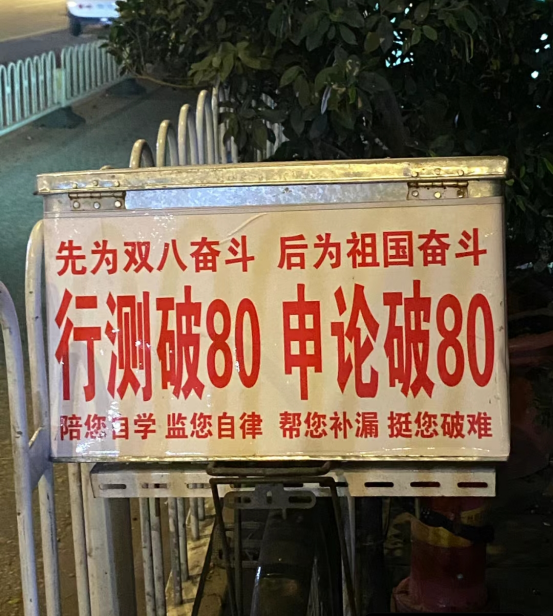 先为双八奋斗 后为祖国奋斗
行测破80 申论破80
陪您自学 监您自律 帮您补漏 挺您破难